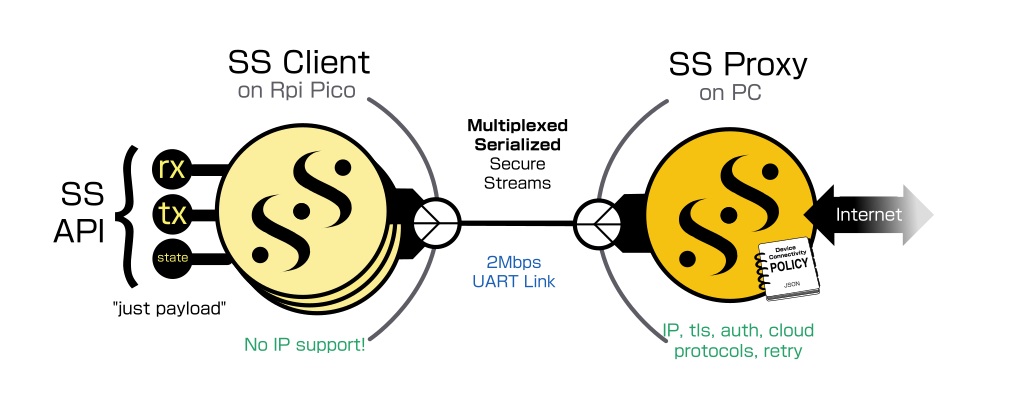 SS Client
on Rpi Pico
SS Proxy
on PC
Multiplexed
Serialized
Secure
Streams
SS
API
rx
tx
state
"just payload"
No IP support!
2Mbps
UART Link
Internet
Device
Connectivity
POLICY
JSON
IP, tls, auth, cloud
protocols, retry